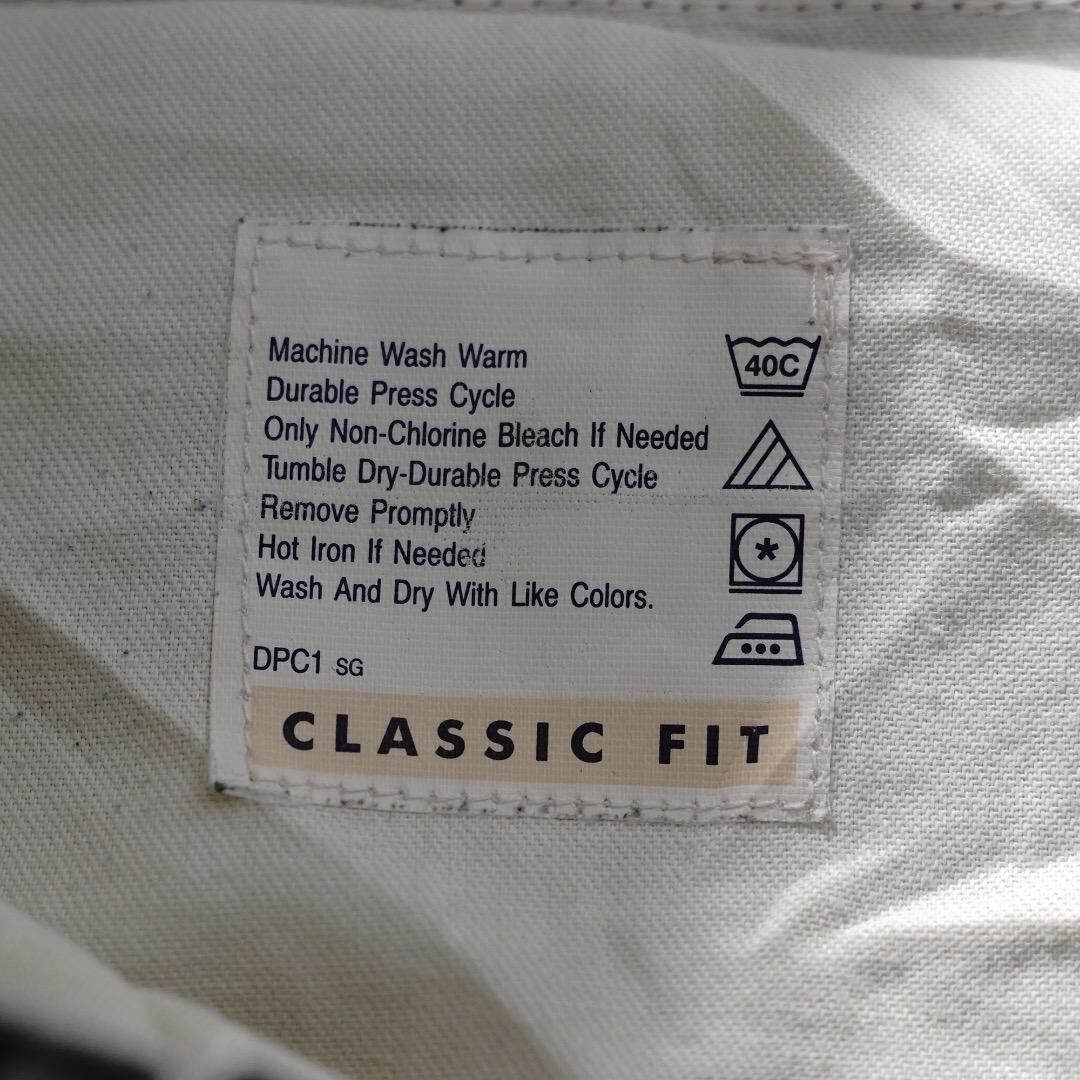 Machine Wash Warm
Durable Press Cycle
Only Non-Chlorine Bleach If Needed
Tumble Dry-Durable Press Cycle
Remove Promptly
Hot Iron If Needed
Wash And Dry With Like Colors.
40C
DPC1 SG
CLASSIC FIT